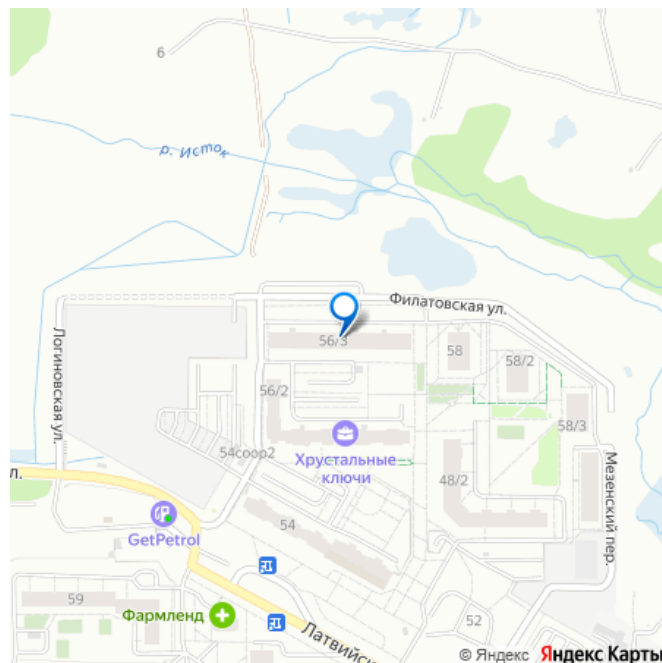 6
р. Исток
Филатовская ул.
56/3
58
58/2
Логиновская ул.
56/2
58/3
54соор2
Хрустальные
ключи
48/2
Мезенский пер.
л.
54
GetPetrol
59
Фармленд
52
Латвийск
© Яндекс Яндекс Карты